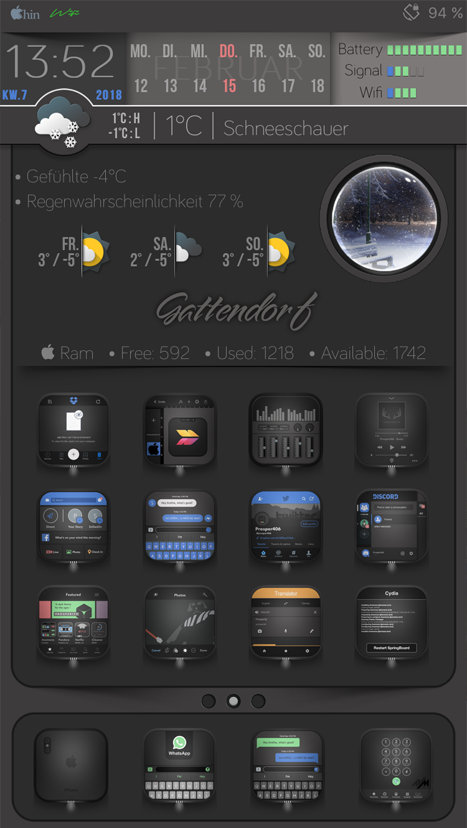 chin
94 %
13:52
KW.7 2018
FEBRUAR
MO. DI. MI. DO. FR. SA. SO.
12 13 14 15 16 17 18
Battery
Signal
Wifi
1°C : H
-1°C : L
1°C
Schneeschauer
• Gefühlte -4°C
• Regenwahrscheinlichkeit 77 %
FR.
3°/-5°
SA.
2°/-5°
SO.
3°/-5°
Gattendorf
Ram • Free: 592 • Used: 1218 • Available: 1742
DISCORD
Prosper406
Featured
Photos
Translator
Cydia
Restart SpringBoard
WhatsApp